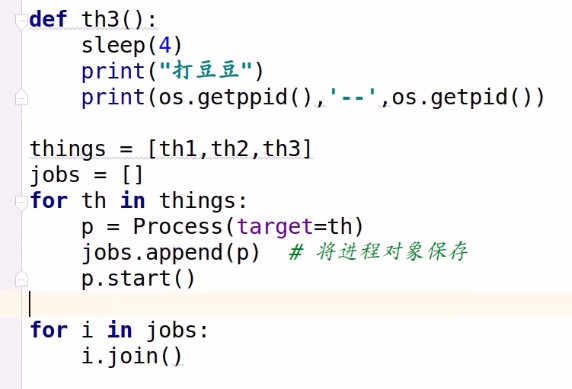 def th3():
    sleep(4)
    print("打豆豆")
    print(os.getppid(),'--',os.getpid())
things = [th1,th2,th3]
jobs = []
for th in things:
    p = Process(target=th)
    jobs.append(p)  # 将进程对象保存
    p.start()
for i in jobs:
    i.join()